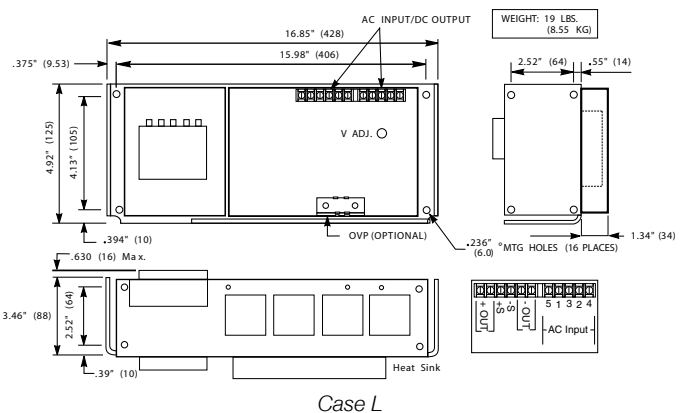 AC INPUT/DC OUTPUT
WEIGHT: 19 LBS.
(8.55 KG)
16.85" (428)
15.98" (406)
.375" (9.53)
2.52" (64)
.55" (14)
4.92" (125)
4.13" (105)
V ADJ.
.394" (10)
OVP (OPTIONAL)
.236" MTG HOLES (16 PLACES)
(6.0)
1.34" (34)
.630 (16) Max.
3.46" (88)
2.52" (64)
.39" (10)
Heat Sink
+ OUT
+S
-S
- OUT
5 1 3 2 4
AC Input
Case L